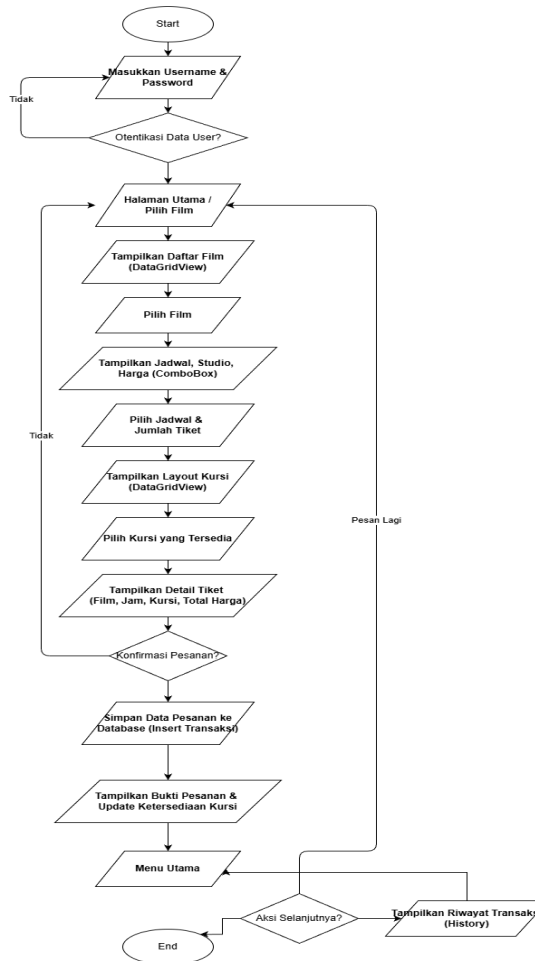 Start
Masukkan Username &
Password
Tidak
Otentikasi Data User?
Halaman Utama /
Pilih Film
Tampilkan Daftar Film
(DataGridView)
Pilih Film
Tampilkan Jadwal, Studio,
Harga (ComboBox)
Pilih Jadwal &
Jumlah Tiket
Tidak
Tampilkan Layout Kursi
(DataGridView)
Pesan Lagi
Pilih Kursi yang Tersedia
Tampilkan Detail Tiket
(Film, Jam, Kursi, Total Harga)
Konfirmasi Pesanan?
Simpan Data Pesanan ke
Database (Insert Transaksi)
Tampilkan Bukti Pesanan &
Update Ketersediaan Kursi
Menu Utama
Aksi Selanjutnya?
Tampilkan Riwayat Transaksi
(History)
End